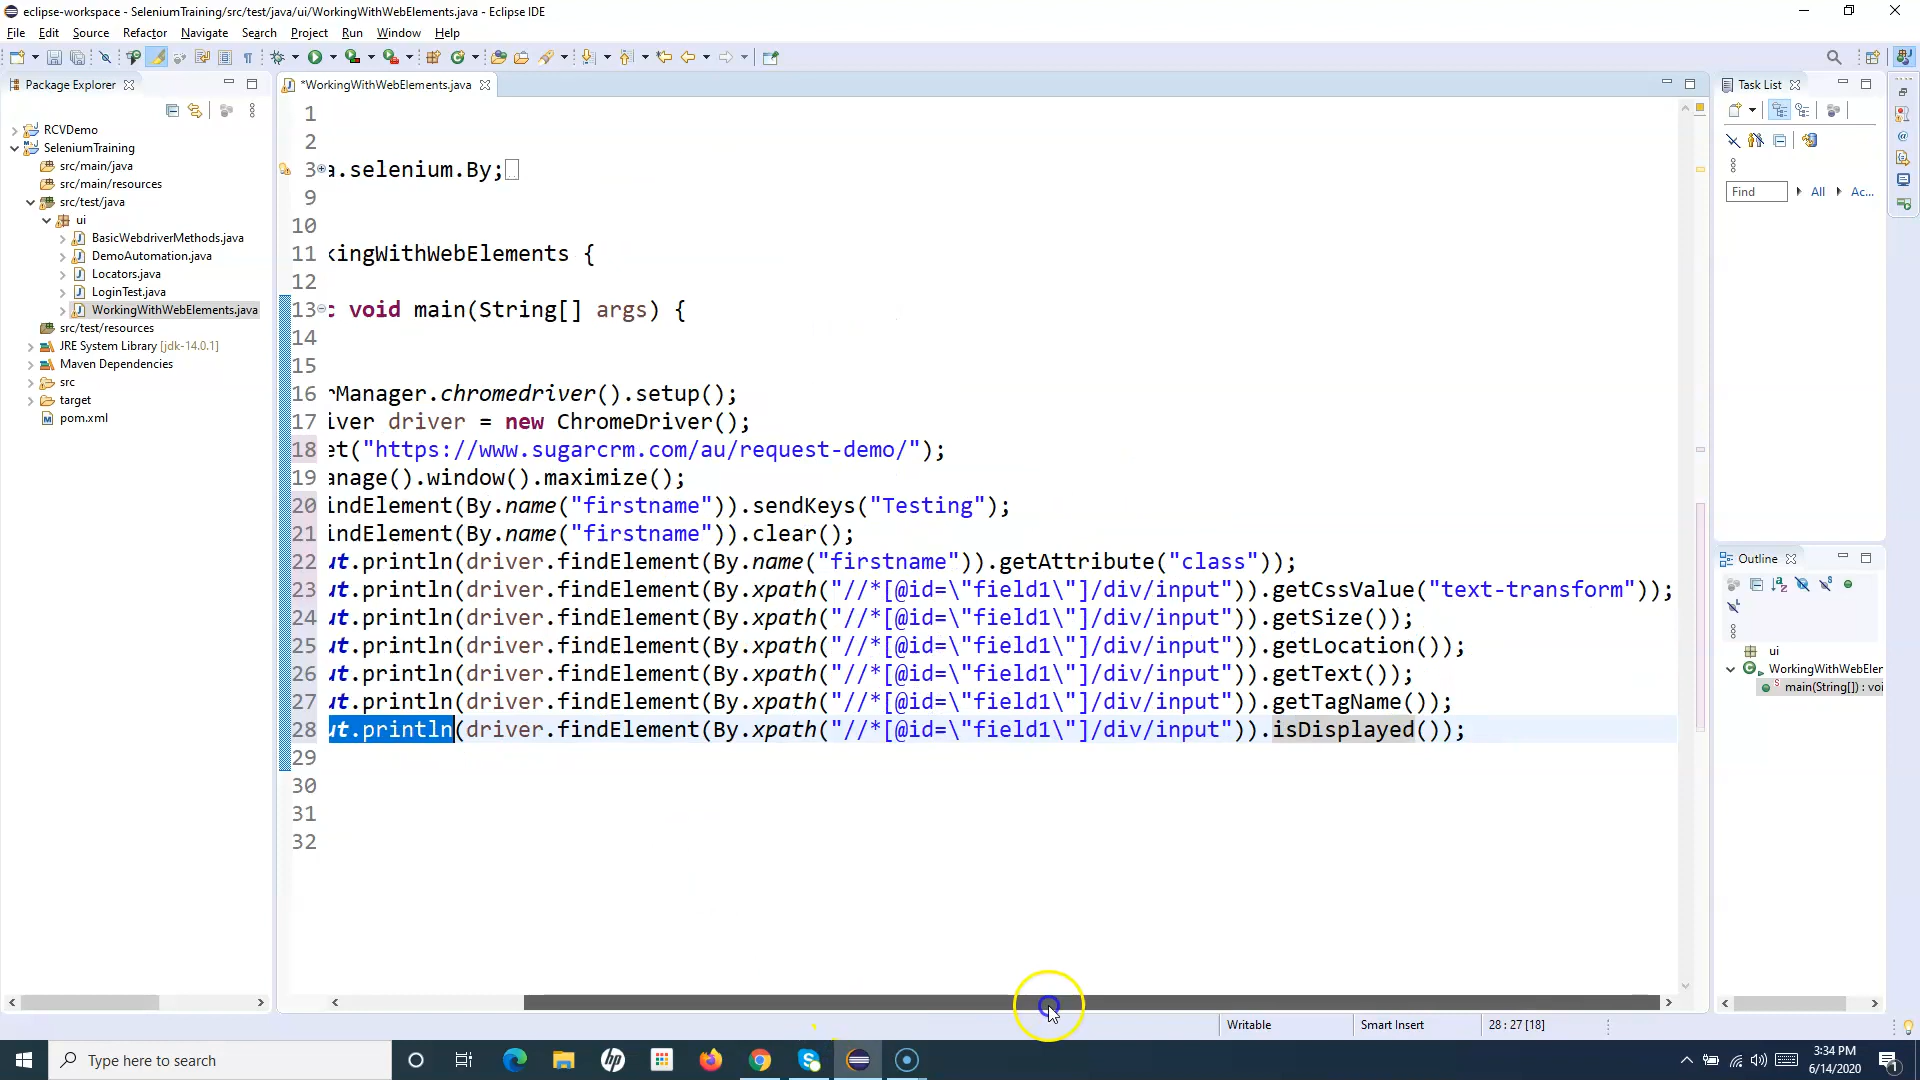 eclipse-workspace - SeleniumTraining/src/test/java/ui/WorkingWithWebElements.java - Eclipse IDE
File Edit Source Refactor Navigate Search Project Run Window Help
Package Explorer
RCVDemo
SeleniumTraining
src/main/java
src/main/resources
src/test/java
ui
BasicWebdriverMethods.java
DemoAutomation.java
Locators.java
LoginTest.java
WorkingWithWebElements.java
src/test/resources
JRE System Library [jdk-14.0.1]
Maven Dependencies
src
target
pom.xml
*WorkingWithWebElements.java
1
2
3 a.selenium.By;
9
10
11 kingWithWebElements {
12
13 c void main(String[] args) {
14
15
16 rManager.chromedriver().setup();
17 iver driver = new ChromeDriver();
18 et("https://www.sugarcrm.com/au/request-demo/");
19 anage().window().maximize();
20 indElement(By.name("firstname")).sendKeys("Testing");
21 indElement(By.name("firstname")).clear();
22 ut.println(driver.findElement(By.name("firstname")).getAttribute("class"));
23 ut.println(driver.findElement(By.xpath("//*[@id=\"field1\"]/div/input")).getCssValue("text-transform"));
24 ut.println(driver.findElement(By.xpath("//*[@id=\"field1\"]/div/input")).getSize());
25 ut.println(driver.findElement(By.xpath("//*[@id=\"field1\"]/div/input")).getLocation());
26 ut.println(driver.findElement(By.xpath("//*[@id=\"field1\"]/div/input")).getText());
27 ut.println(driver.findElement(By.xpath("//*[@id=\"field1\"]/div/input")).getTagName());
28 ut.println(driver.findElement(By.xpath("//*[@id=\"field1\"]/div/input")).isDisplayed());
29
30
31
32
Task List
Find All Ac...
Outline
ui
WorkingWithWebEler
main(String[]) : voi
Writable Smart Insert 28 : 27 [18]
Type here to search
3:34 PM
6/14/2020
1